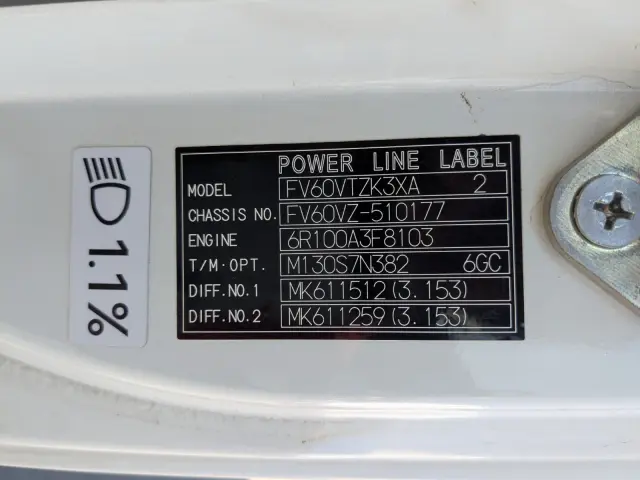 POWER LINE LABEL
MODEL FV60VTZK3XA 2
CHASSIS NO. FV60VZ-510177
ENGINE 6R100A3F8103
T/M·OPT. M130S7N382 6GC
DIFF.NO.1 MK611512(3.153)
DIFF.NO.2 MK611259(3.153)
1.1%